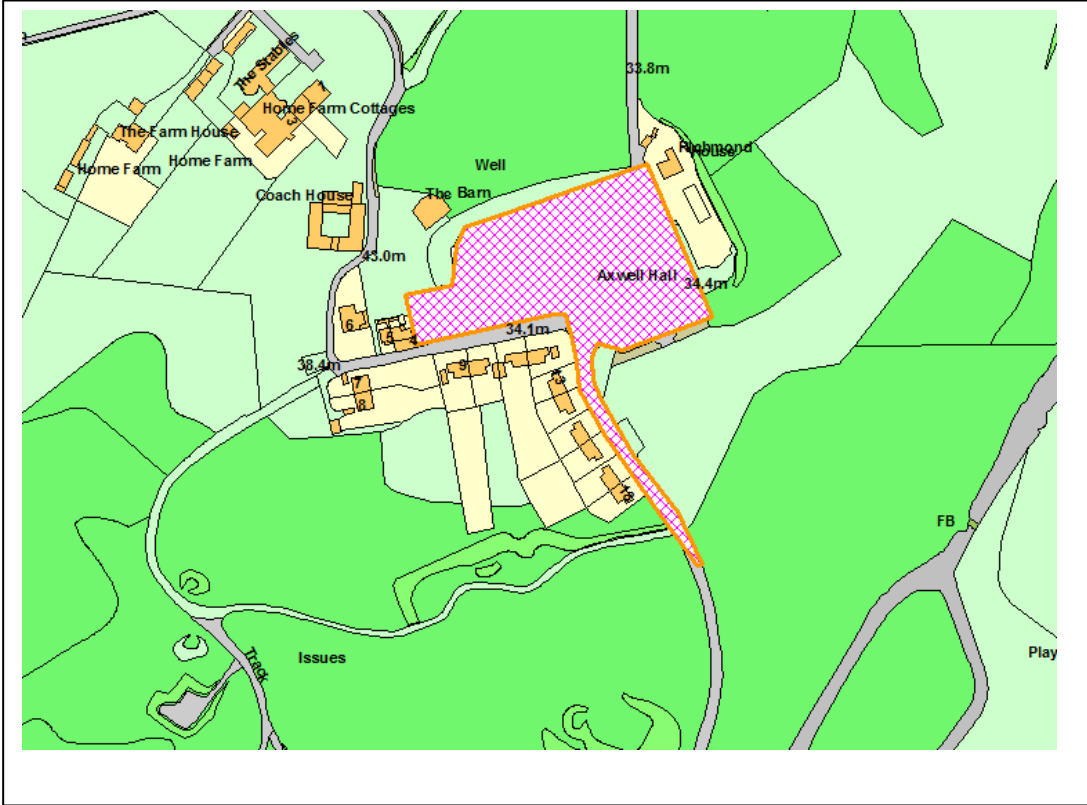 The Stables
33.8m
1
Home Farm Cottages
3
The Farm House
Richmond
House
Home Farm
Home Farm
Well
Coach House
The Barn
43.0m
Axwell Hall
34.4m
6
5
4
34.1m
38.4m
9
7
8
13
18
FB
Issues
Track
Play